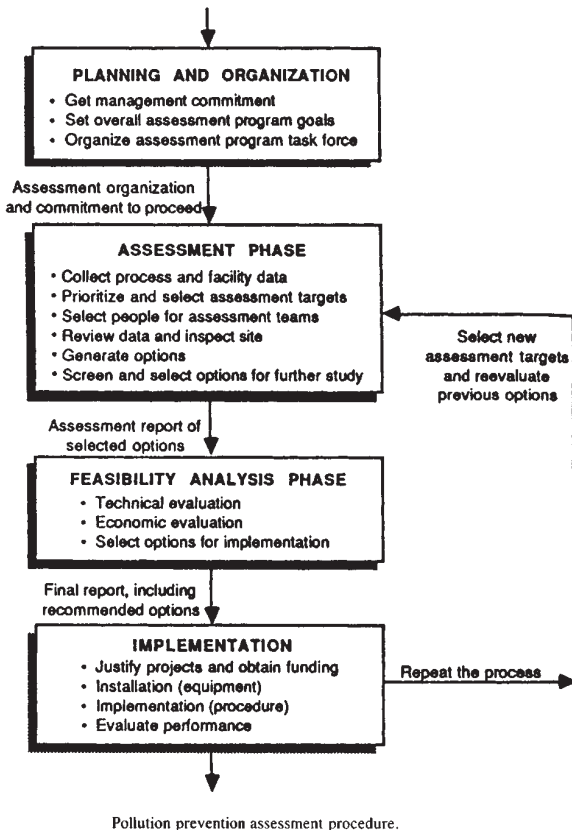 PLANNING AND ORGANIZATION
• Get management commitment
• Set overall assessment program goals
• Organize assessment program task force
Assessment organization
and commitment to proceed
ASSESSMENT PHASE
• Collect process and facility data
• Prioritize and select assessment targets
• Select people for assessment teams
• Review data and inspect site
• Generate options
• Screen and select options for further study
Select new
assessment targets
and reevaluate
previous options
Assessment report of
selected options
FEASIBILITY ANALYSIS PHASE
• Technical evaluation
• Economic evaluation
• Select options for implementation
Final report, including
recommended options
IMPLEMENTATION
• Justify projects and obtain funding
• Installation (equipment)
• Implementation (procedure)
• Evaluate performance
Repeat the process
Pollution prevention assessment procedure.